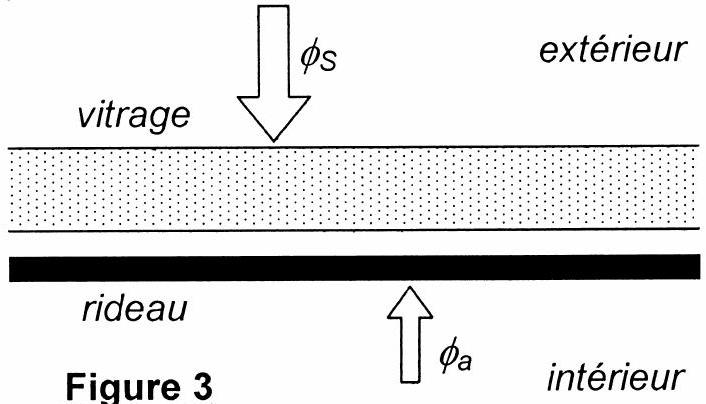 ϕS
extérieur
vitrage
rideau
ϕa
intérieur
Figure 3